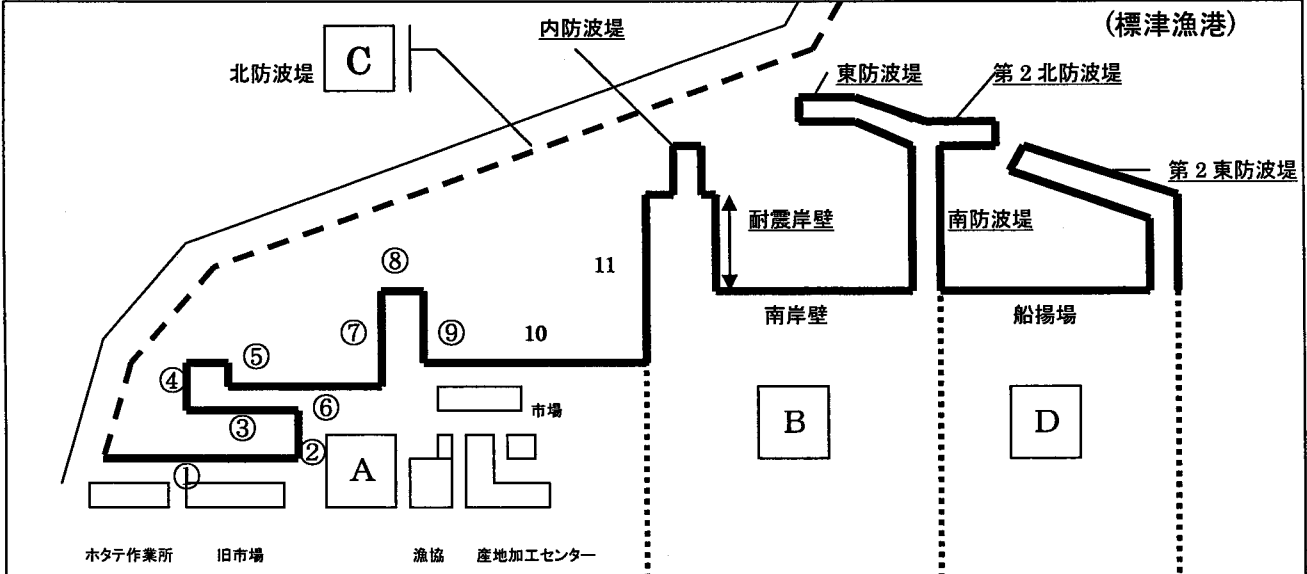 (標津漁港)
内防波堤
C
北防波堤
東防波堤
第2北防波堤
第2東防波堤
耐震岸壁
南防波堤
⑧
11
⑦
⑨
10
南岸壁
船揚場
⑤
④
⑥
市場
③
②
B
D
A
①
ホタテ作業所
旧市場
漁協
産地加工センター